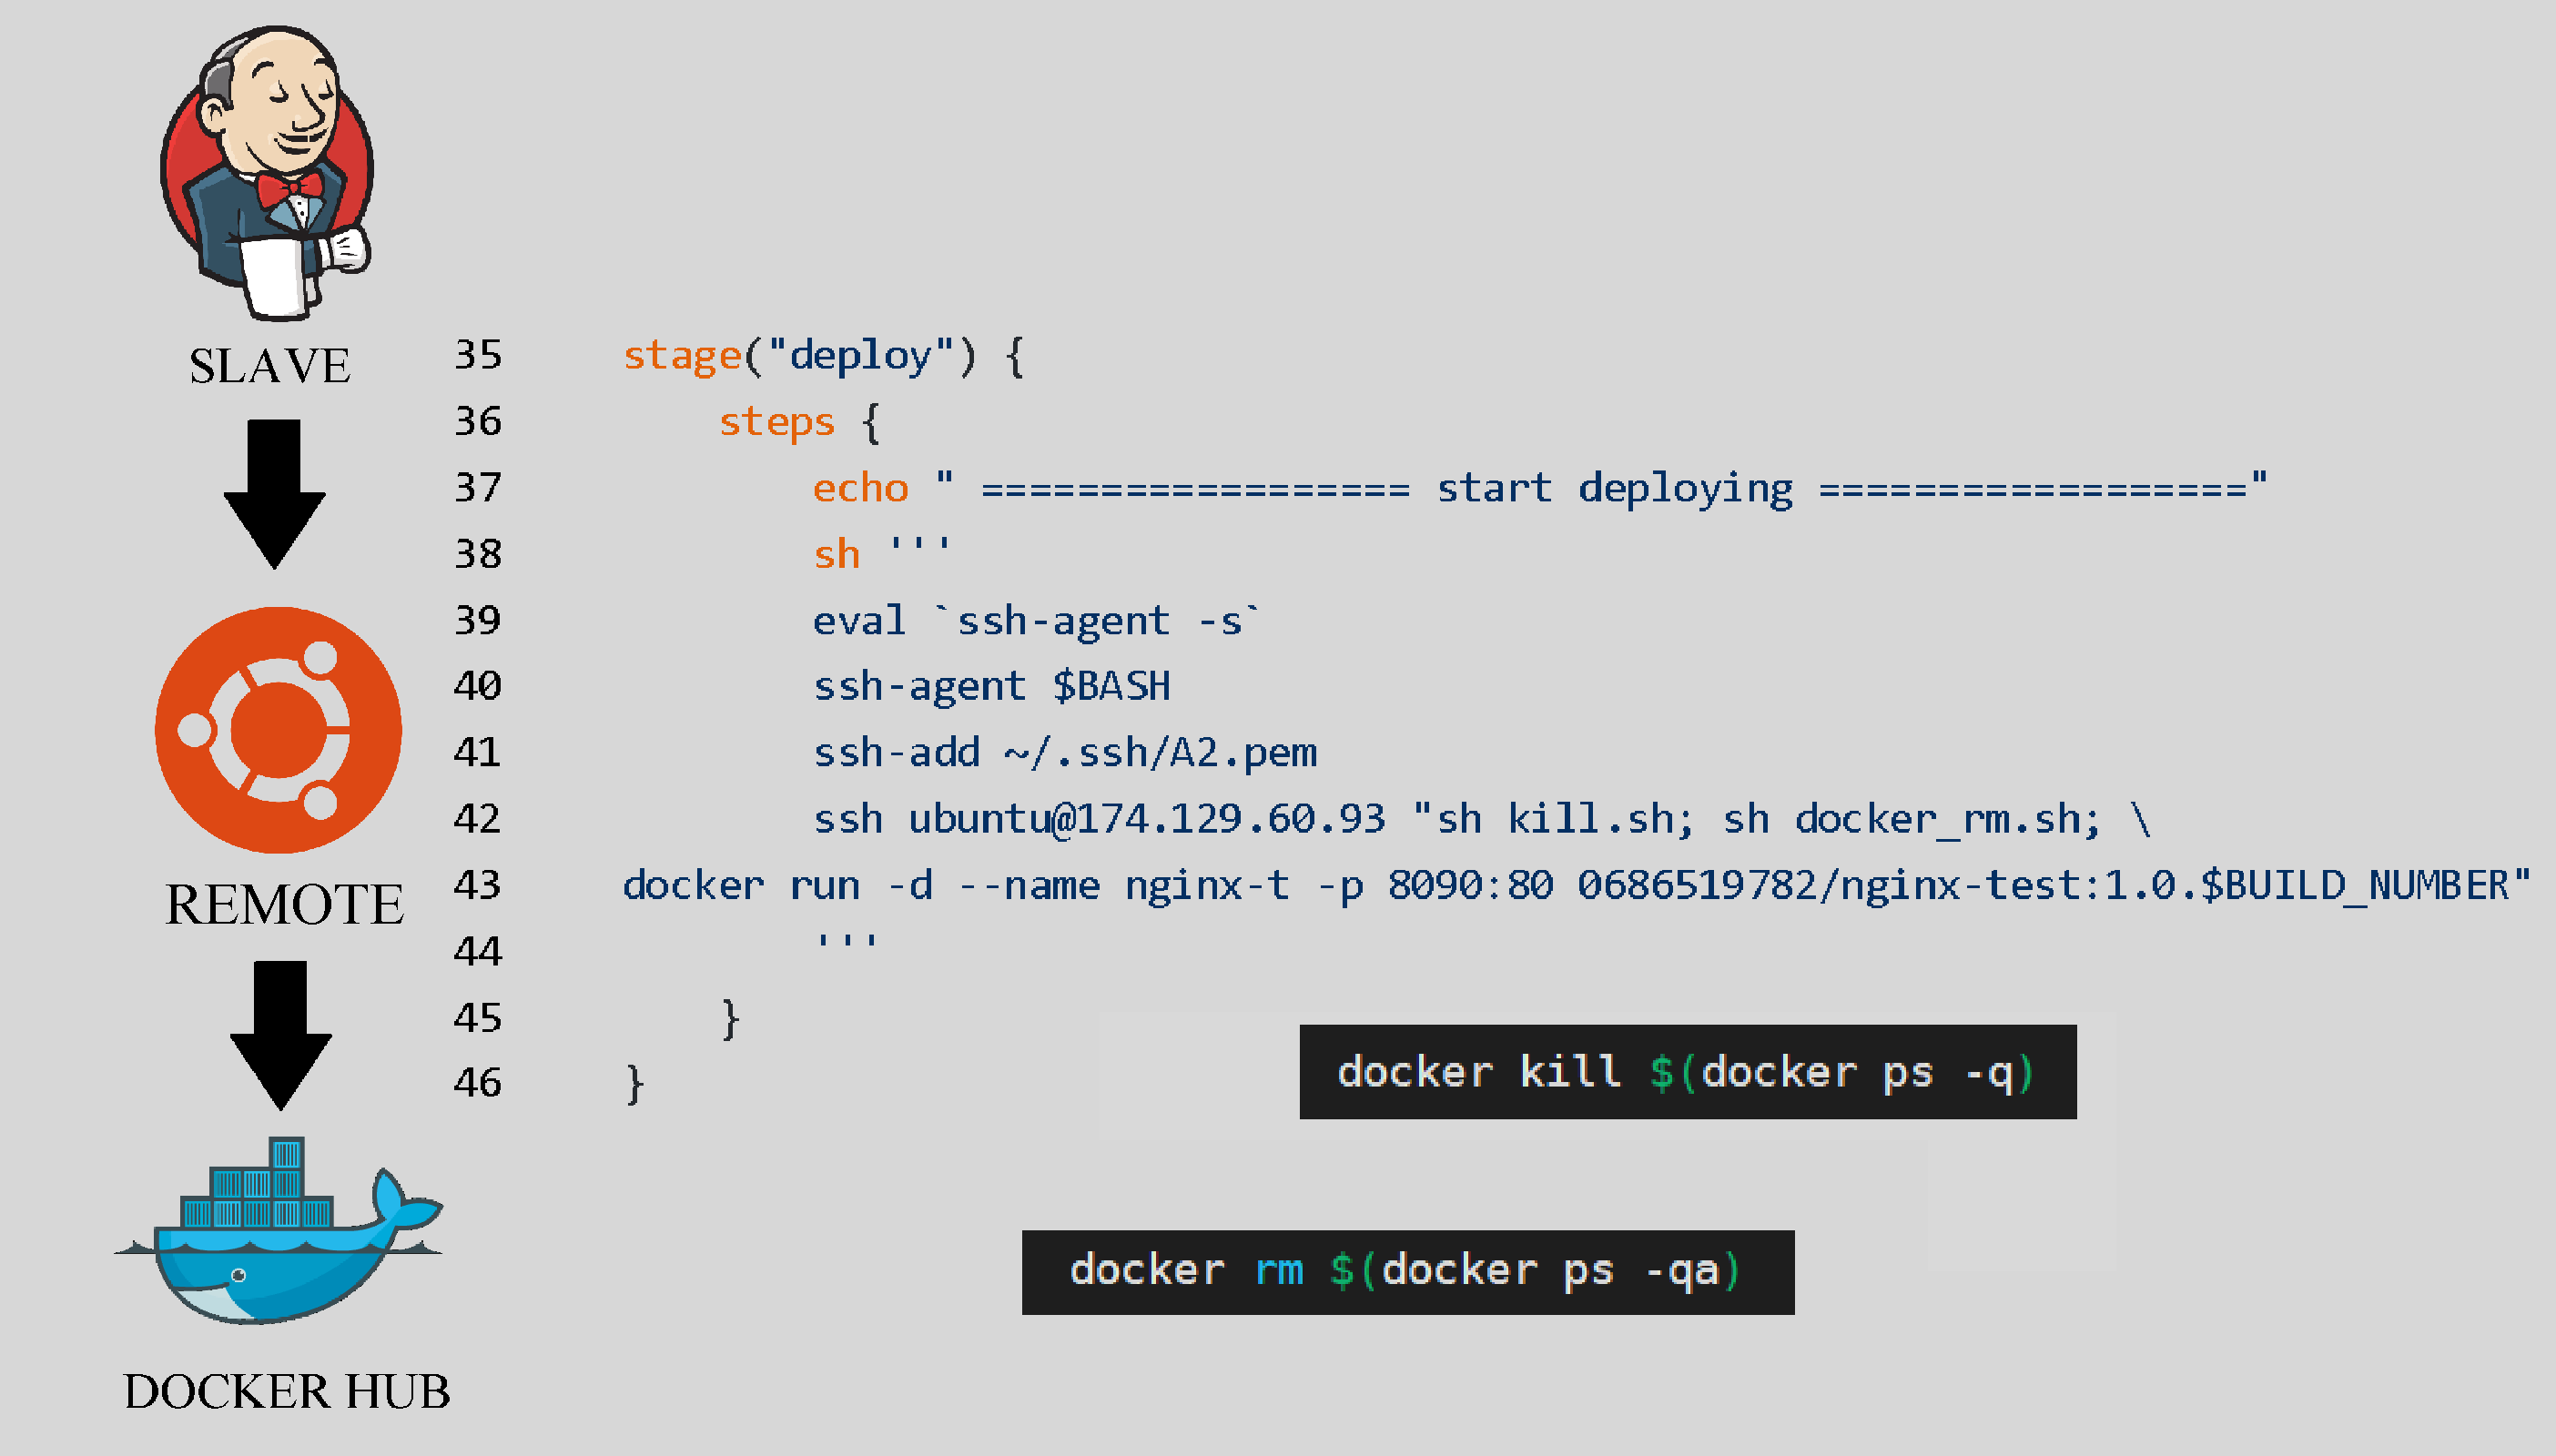 SLAVE
35 stage("deploy") {
36 steps {
37 echo " ================== start deploying =================="
38 sh '''
39 eval `ssh-agent -s`
40 ssh-agent $BASH
41 ssh-add ~/.ssh/A2.pem
42 ssh ubuntu@174.129.60.93 "sh kill.sh; sh docker_rm.sh; \
REMOTE
43 docker run -d --name nginx-t -p 8090:80 0686519782/nginx-test:1.0.$BUILD_NUMBER"
44 '''
45 }
46 }
docker kill $(docker ps -q)
docker rm $(docker ps -qa)
DOCKER HUB